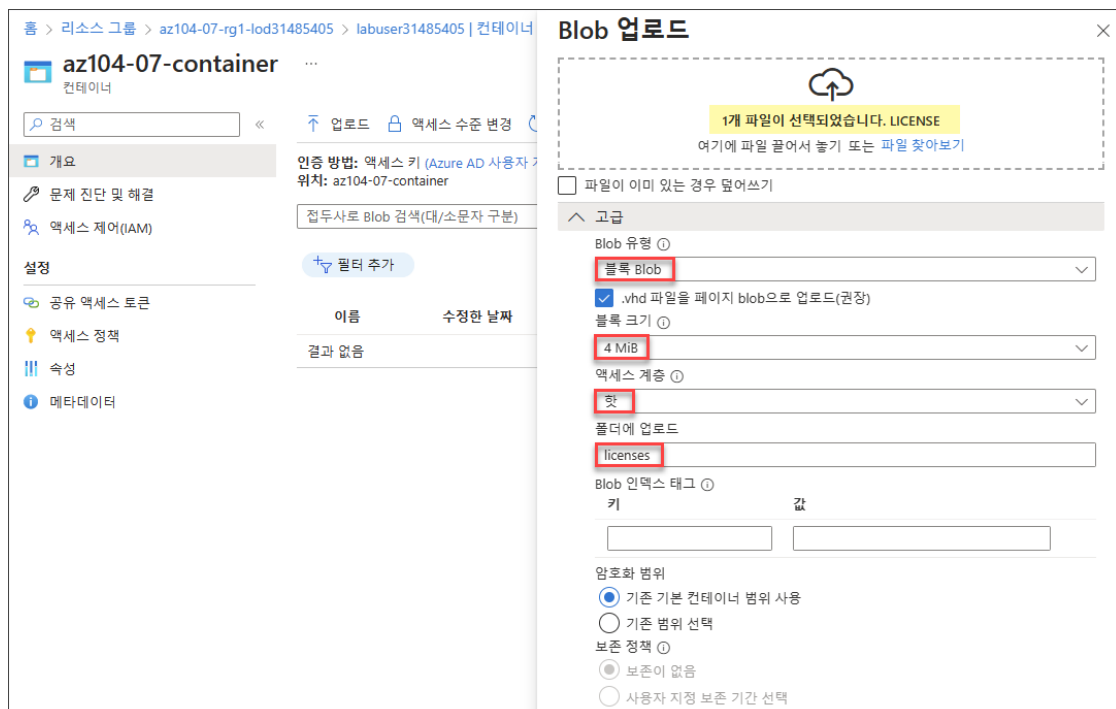 홈 > 리소스 그룹 > az104-07-rg1-lod31485405 > labuser31485405 | 컨테이너
az104-07-container ...
컨테이너
검색
«
개요
문제 진단 및 해결
액세스 제어(IAM)
설정
공유 액세스 토큰
액세스 정책
속성
메타데이터
업로드 액세스 수준 변경
인증 방법: 액세스 키 (Azure AD 사용자
위치: az104-07-container
접두사로 Blob 검색(대/소문자 구분)
필터 추가
이름 수정한 날짜
결과 없음
Blob 업로드
1개 파일이 선택되었습니다. LICENSE
여기에 파일 끌어서 놓기 또는 파일 찾아보기
파일이 이미 있는 경우 덮어쓰기
고급
Blob 유형
블록 Blob
.vhd 파일을 페이지 blob으로 업로드(권장)
블록 크기
4 MiB
액세스 계층
핫
폴더에 업로드
licenses
Blob 인덱스 태그
키 값
암호화 범위
기존 기본 컨테이너 범위 사용
기존 범위 선택
보존 정책
보존이 없음
사용자 지정 보존 기간 선택